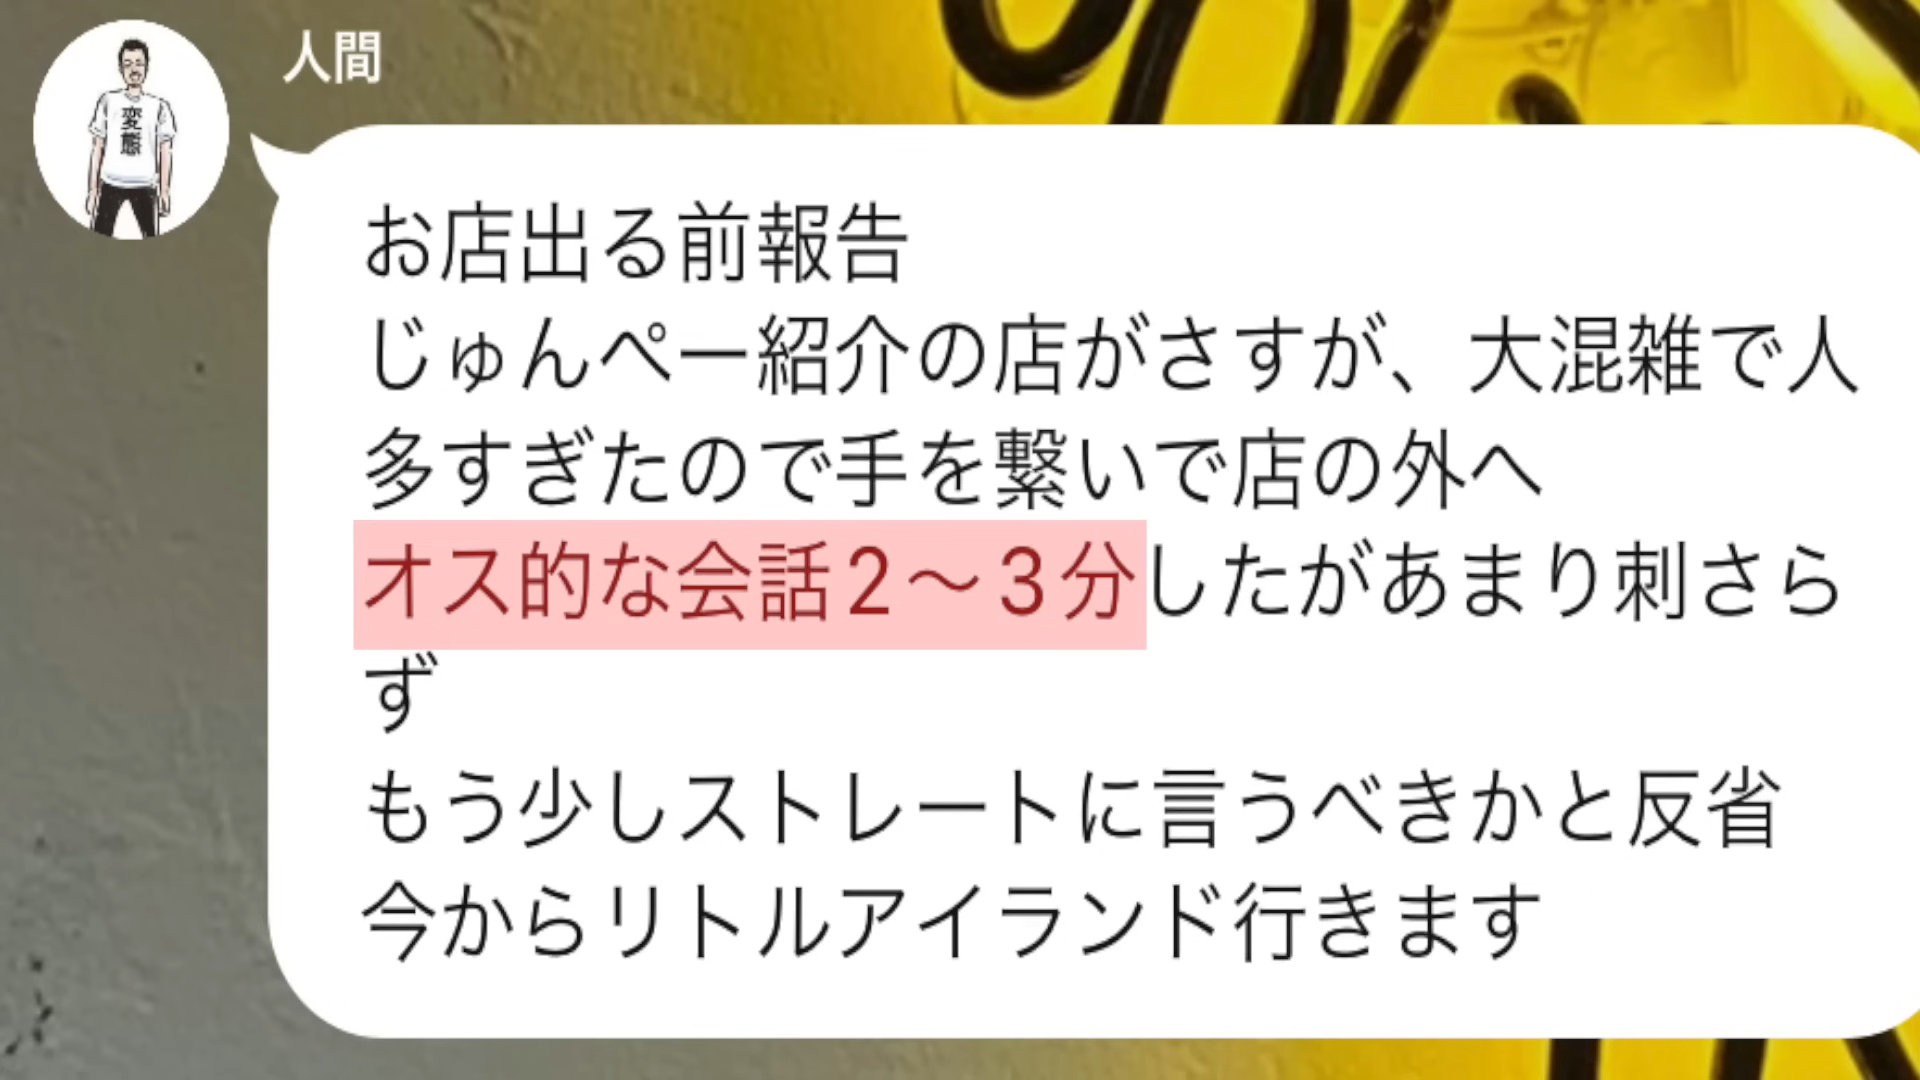 人間
変態
お店出る前報告
じゅんぺー紹介の店がさすが、大混雑で人
多すぎたので手を繋いで店の外へ
オス的な会話2〜3分したがあまり刺さら
ず
もう少しストレートに言うべきかと反省
今からリトルアイランド行きます